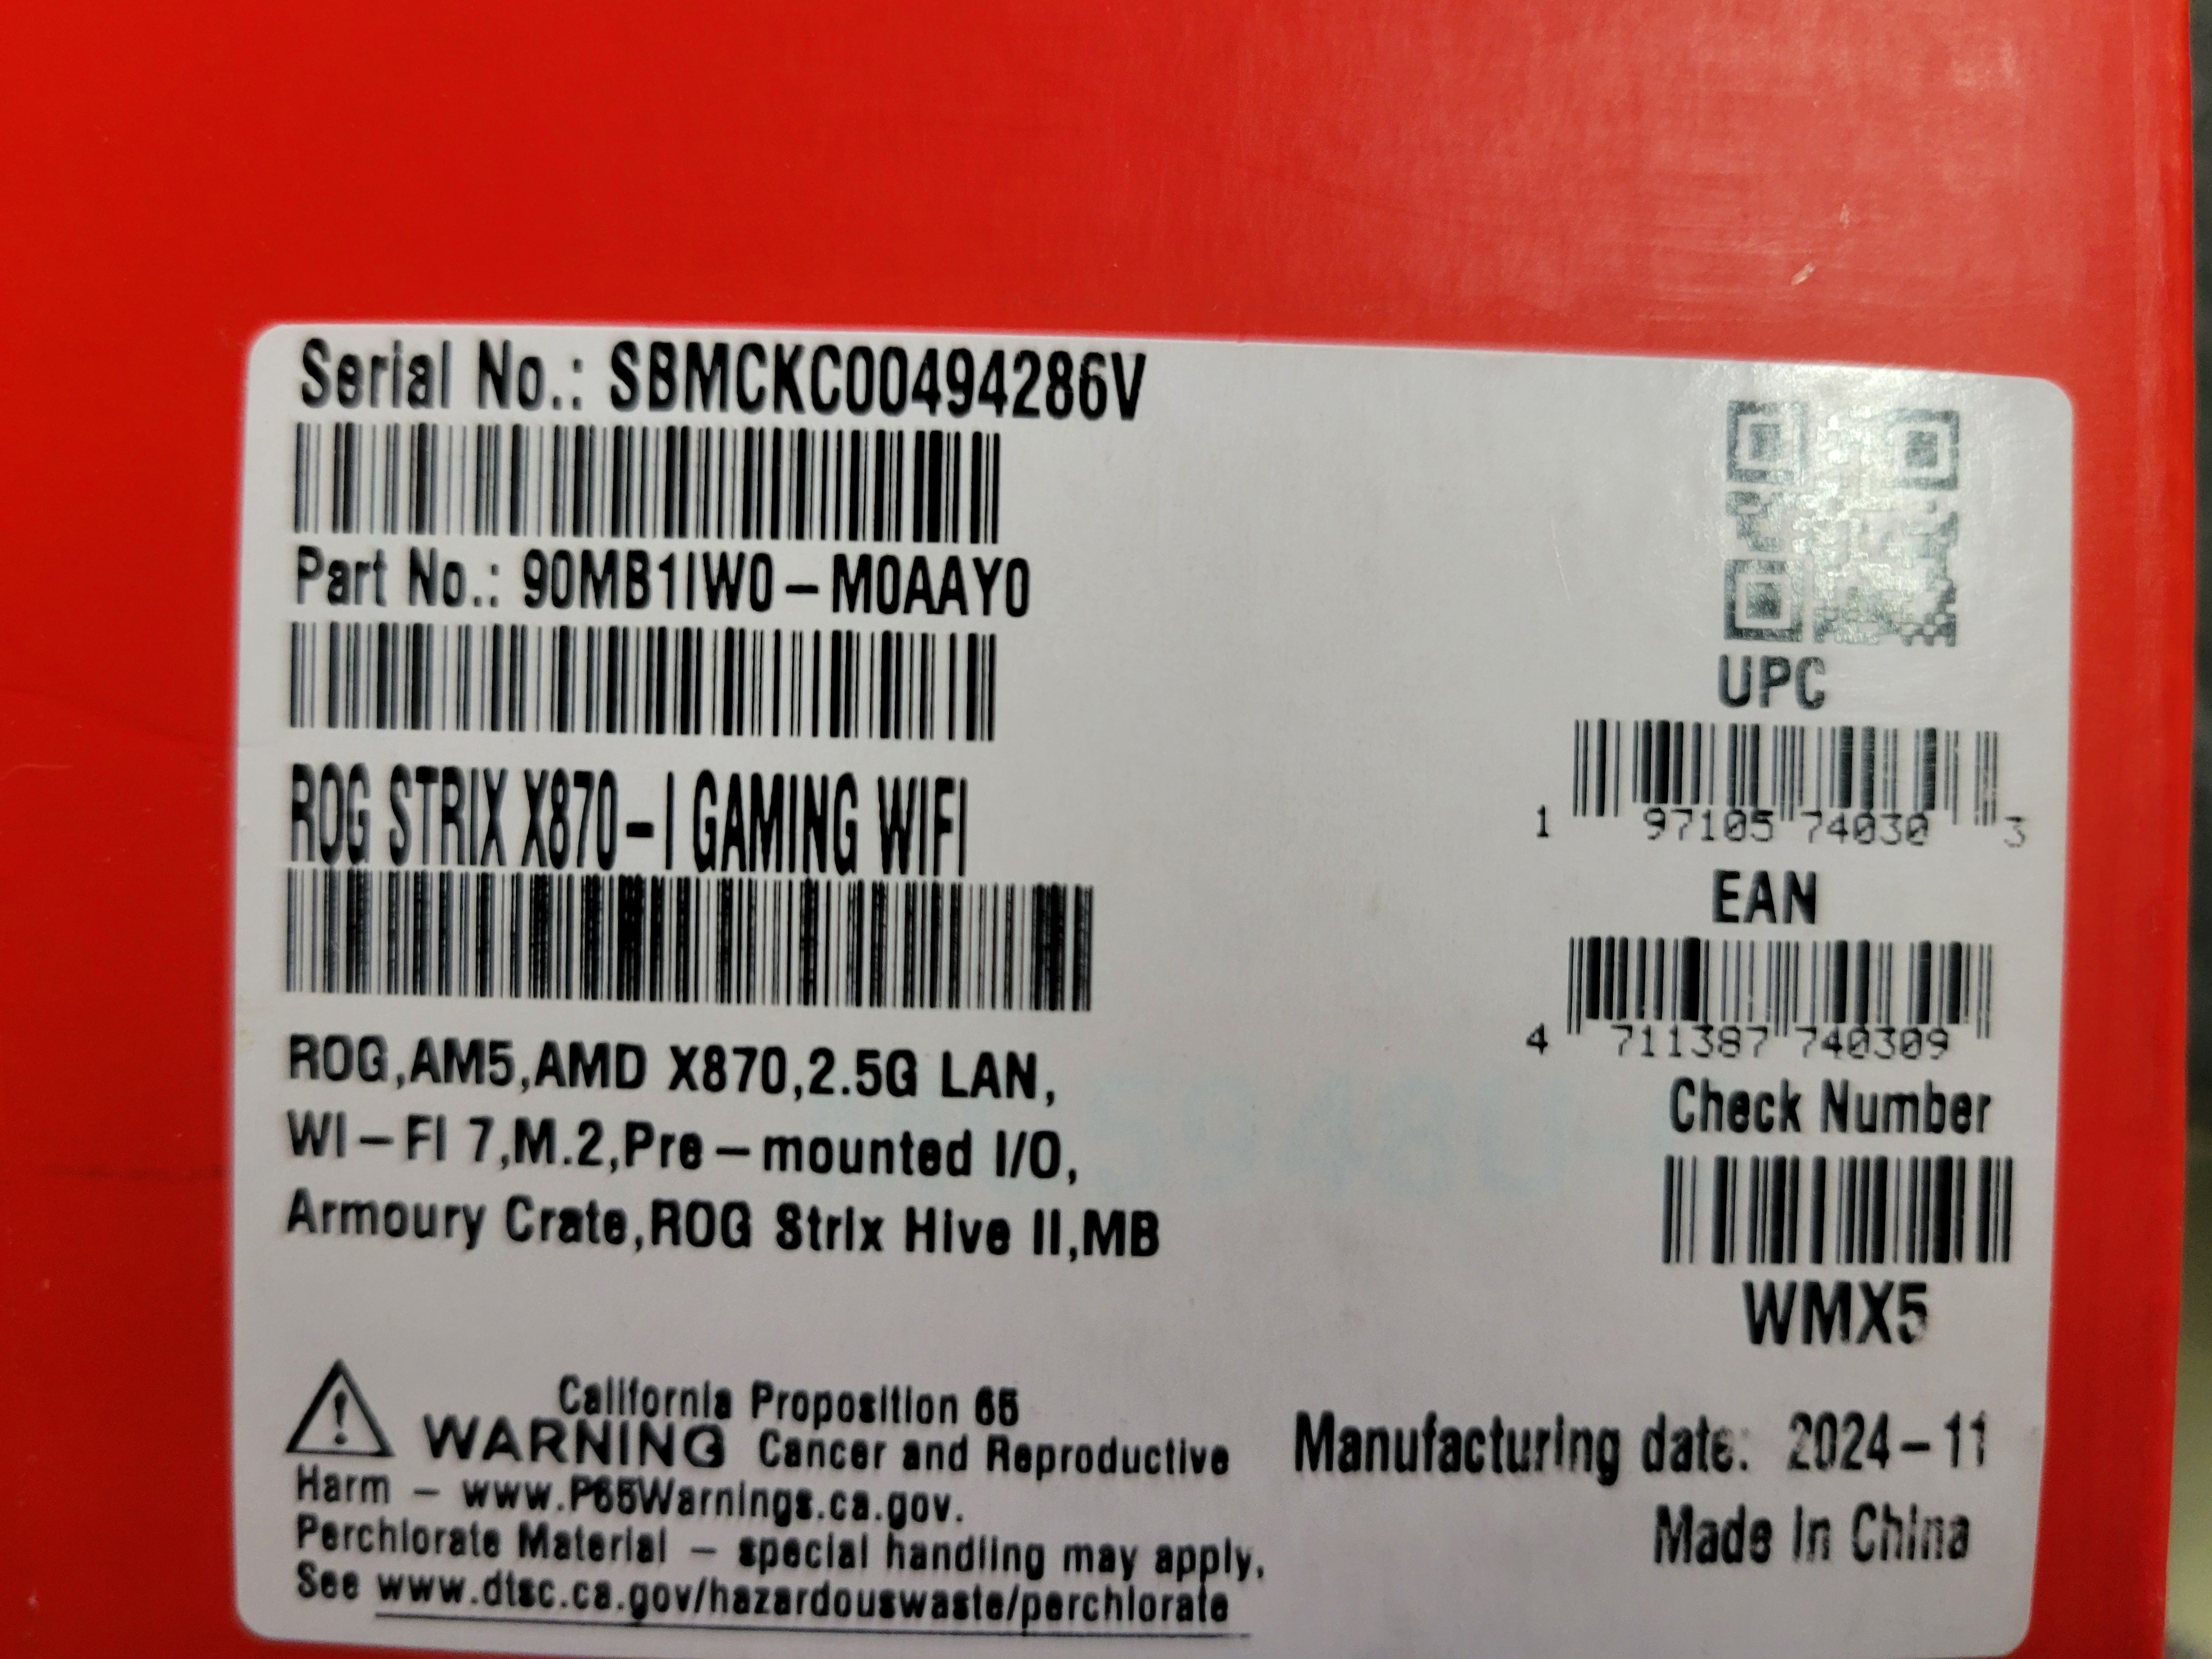 Serial No.: SBMCKC00494286V
Part No.: 90MB1IW0-M0AAY0
ROG STRIX X870-I GAMING WIFI
ROG,AM5,AMD X870,2.5G LAN,
WI-FI 7,M.2,Pre-mounted I/O,
Armoury Crate,ROG Strix Hive II,MB
UPC
1 97105 74030 3
EAN
4 711387 740309
Check Number
WMX5
California Proposition 65
WARNING Cancer and Reproductive
Harm - www.P65Warnings.ca.gov.
Perchlorate Material - special handling may apply,
See www.dtsc.ca.gov/hazardouswaste/perchlorate
Manufacturing date: 2024-11
Made in China